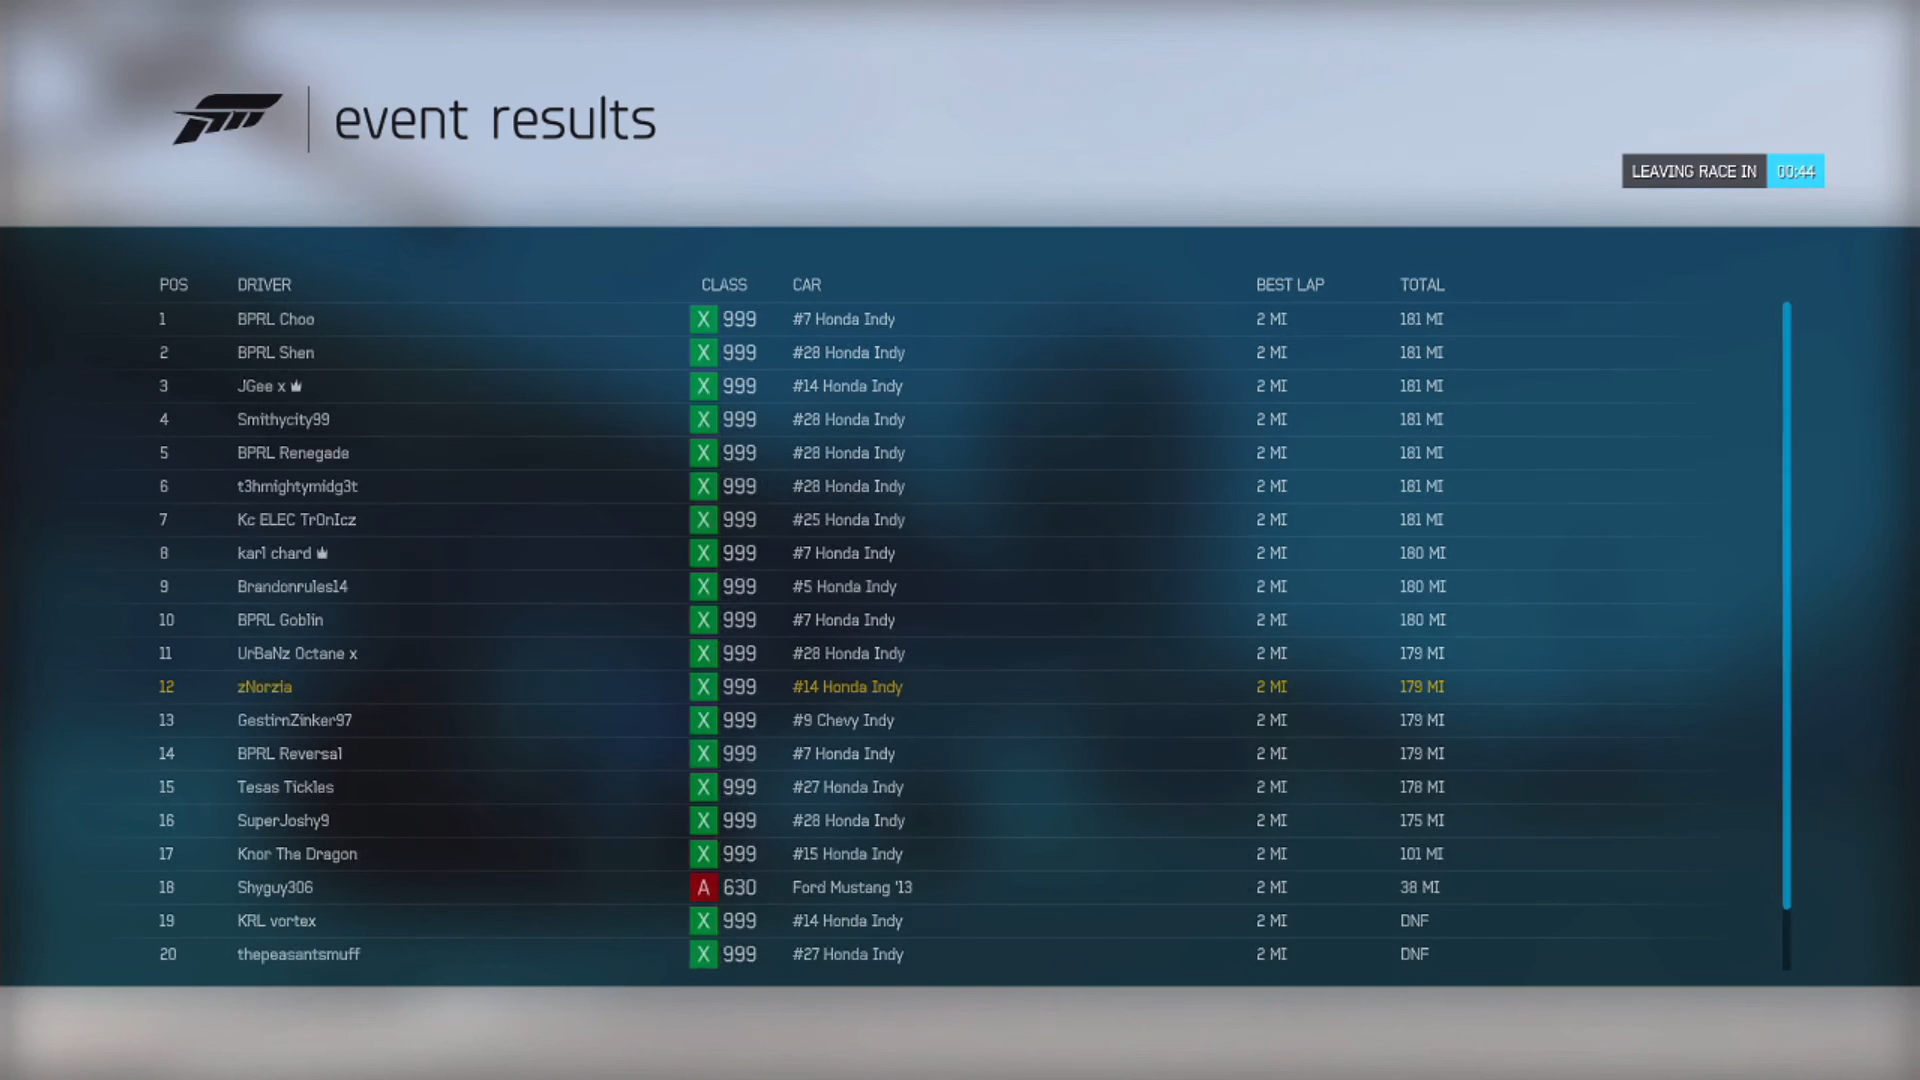 event results
LEAVING RACE IN 00:44
POS DRIVER CLASS CAR BEST LAP TOTAL
1 BPRL Choo X 999 #7 Honda Indy 2 MI 181 MI
2 BPRL Shen X 999 #28 Honda Indy 2 MI 181 MI
3 JGee x X 999 #14 Honda Indy 2 MI 181 MI
4 Smithycity99 X 999 #28 Honda Indy 2 MI 181 MI
5 BPRL Renegade X 999 #28 Honda Indy 2 MI 181 MI
6 t3hmightymidg3t X 999 #28 Honda Indy 2 MI 181 MI
7 Kc ELEC Tr0nIcz X 999 #25 Honda Indy 2 MI 181 MI
8 karl chard X 999 #7 Honda Indy 2 MI 180 MI
9 Brandonrules14 X 999 #5 Honda Indy 2 MI 180 MI
10 BPRL Goblin X 999 #7 Honda Indy 2 MI 180 MI
11 UrBaNz Octane x X 999 #28 Honda Indy 2 MI 179 MI
12 zNorzia X 999 #14 Honda Indy 2 MI 179 MI
13 GestirnZinker97 X 999 #9 Chevy Indy 2 MI 179 MI
14 BPRL Reversal X 999 #7 Honda Indy 2 MI 179 MI
15 Tesas Tickles X 999 #27 Honda Indy 2 MI 178 MI
16 SuperJoshy9 X 999 #28 Honda Indy 2 MI 175 MI
17 Knor The Dragon X 999 #15 Honda Indy 2 MI 101 MI
18 Shyguy306 A 630 Ford Mustang '13 2 MI 38 MI
19 KRL vortex X 999 #14 Honda Indy 2 MI DNF
20 thepeasantsmuff X 999 #27 Honda Indy 2 MI DNF